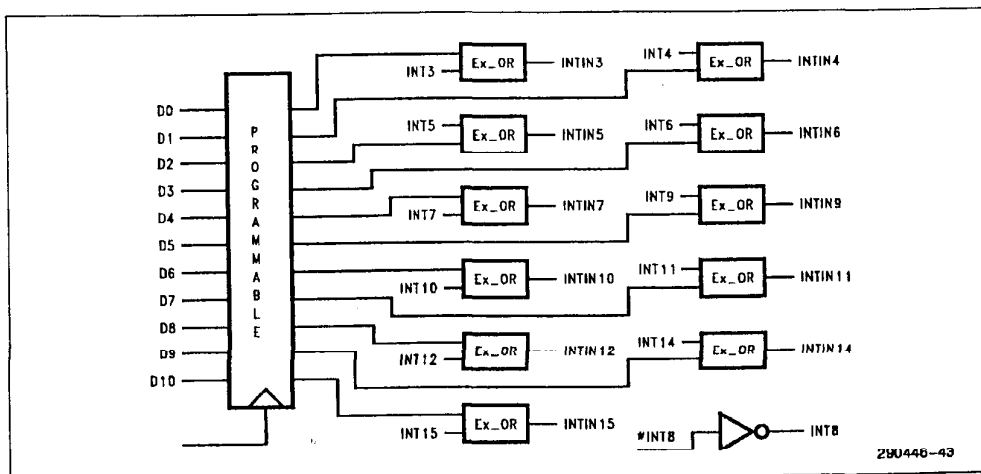 D0
D1
D2
D3
D4
D5
D6
D7
D8
D9
D10
PROGRAMMABLE
INT3 Ex_OR INTIN3
INT4 Ex_OR INTIN4
INT5 Ex_OR INTIN5
INT6 Ex_OR INTIN6
INT7 Ex_OR INTIN7
INT9 Ex_OR INTIN9
INT10 Ex_OR INTIN10
INT11 Ex_OR INTIN11
INT12 Ex_OR INTIN12
INT14 Ex_OR INTIN14
INT15 Ex_OR INTIN15
#INT8 INT8
290446-43